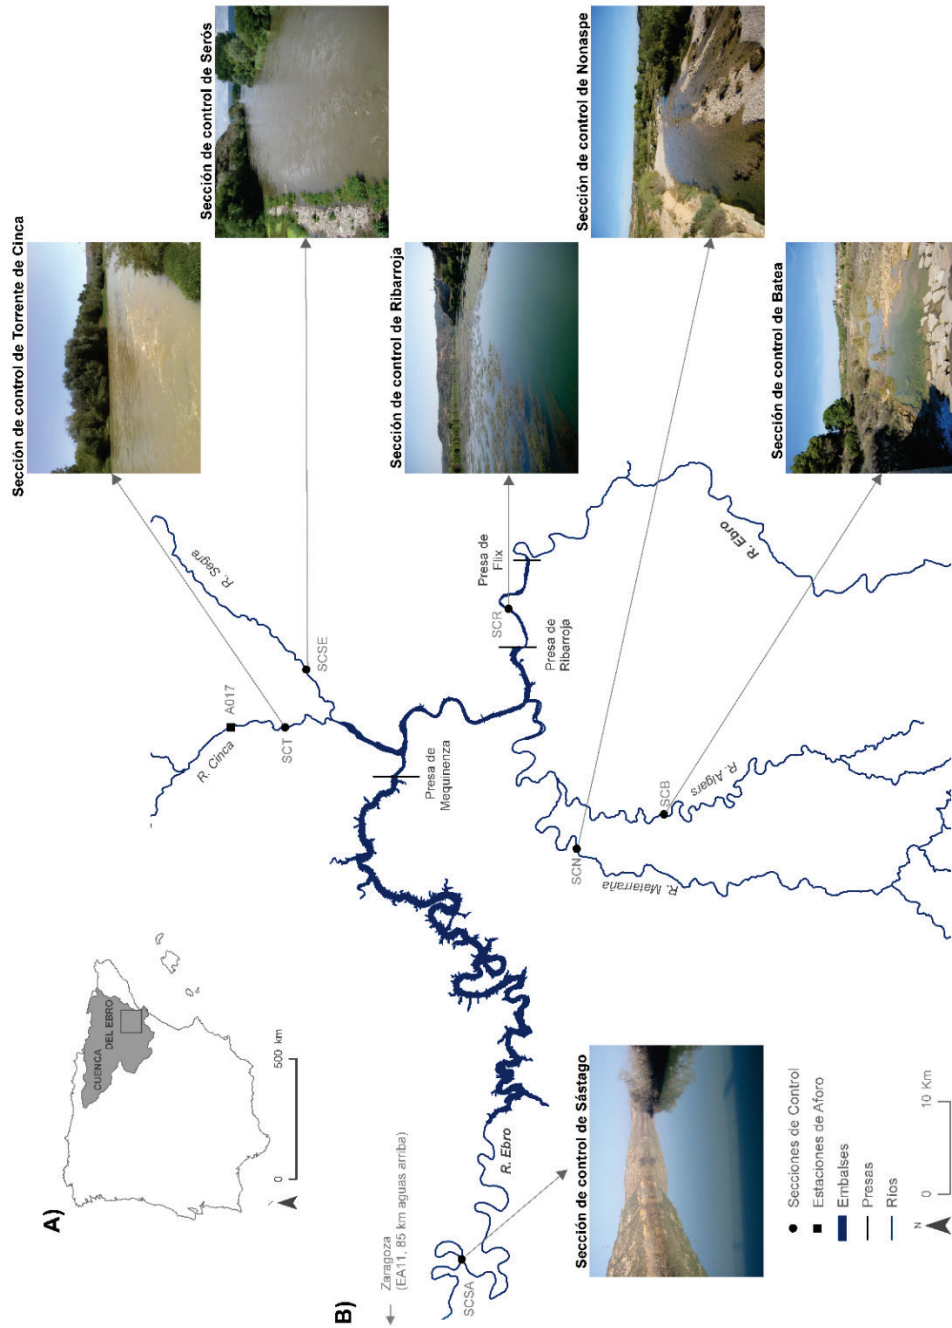 A)
CUENCA
DEL EBRO
0
500 km
B)
Zaragoza
(EA11, 85 km aguas arriba)
SCSA
R. Ebro
Sección de control de Sástago
Presa de
Mequinenza
R. Cinca
A017
SCT
R. Segre
SCSE
Sección de control de Torrente de Cinca
Sección de control de Serós
Sección de control de Ribarroja
SCR
Presa de
Flix
Presa de
Ribarroja
R. Ebro
SCN
R. Matarraña
SCB
R. Algars
Sección de control de Nonaspe
Sección de control de Batea
Secciones de Control
Estaciones de Aforo
Embalses
Presas
Ríos
N
0
10 Km